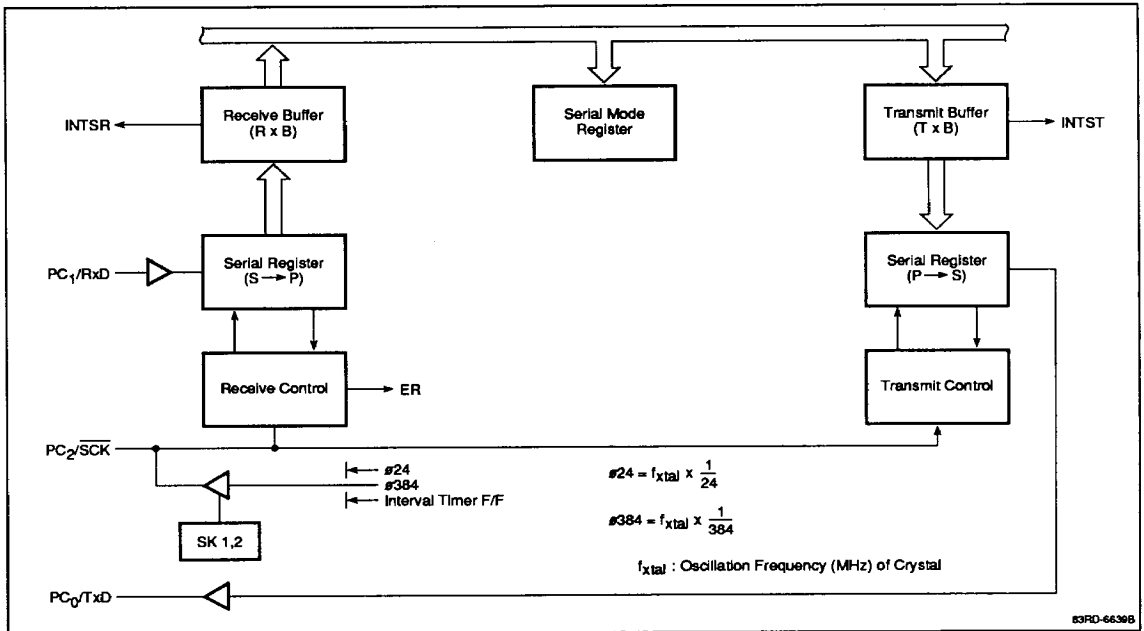 INTSR
Receive Buffer
(R x B)
Serial Mode
Register
Transmit Buffer
(T x B)
INTST
PC1/RxD
Serial Register
(S → P)
Serial Register
(P → S)
Receive Control
ER
Transmit Control
PC2/S̅C̅K̅
ø24
ø384
Interval Timer F/F
SK 1,2
ø24 = fxtal x 1/24
ø384 = fxtal x 1/384
fxtal : Oscillation Frequency (MHz) of Crystal
PC0/TxD
83RD-6639B